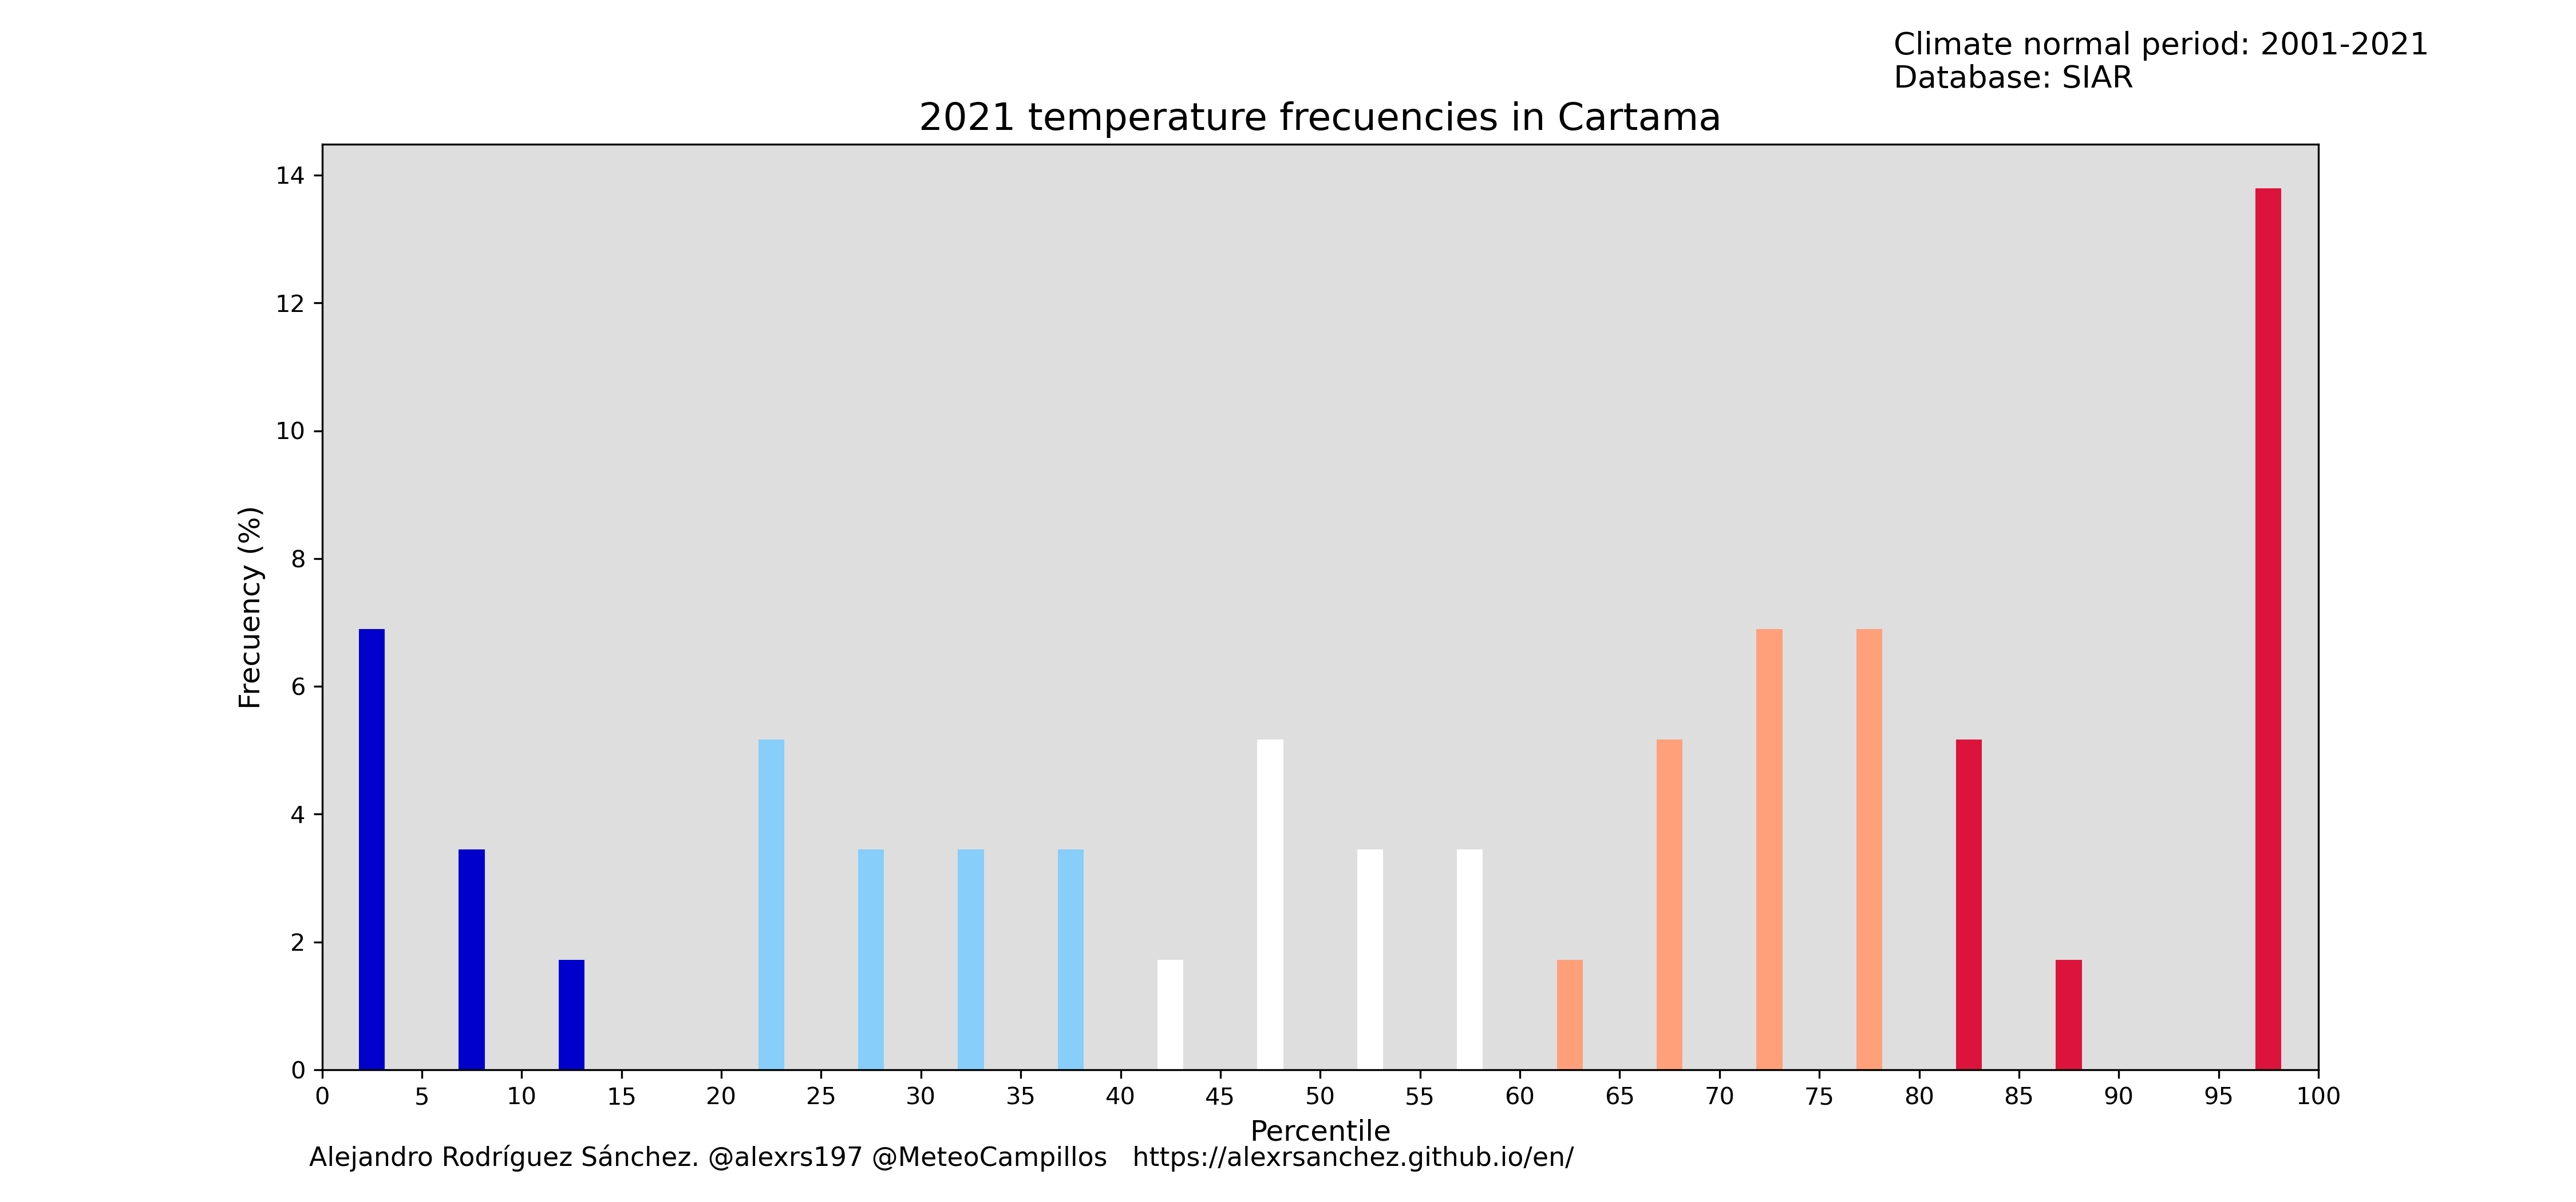 Climate normal period: 2001-2021
Database: SIAR
2021 temperature frecuencies in Cartama
14
12
10
8
6
4
2
0
Frecuency (%)
0 5 10 15 20 25 30 35 40 45 50 55 60 65 70 75 80 85 90 95 100
Percentile
Alejandro Rodríguez Sánchez. @alexrs197 @MeteoCampillos https://alexrsanchez.github.io/en/